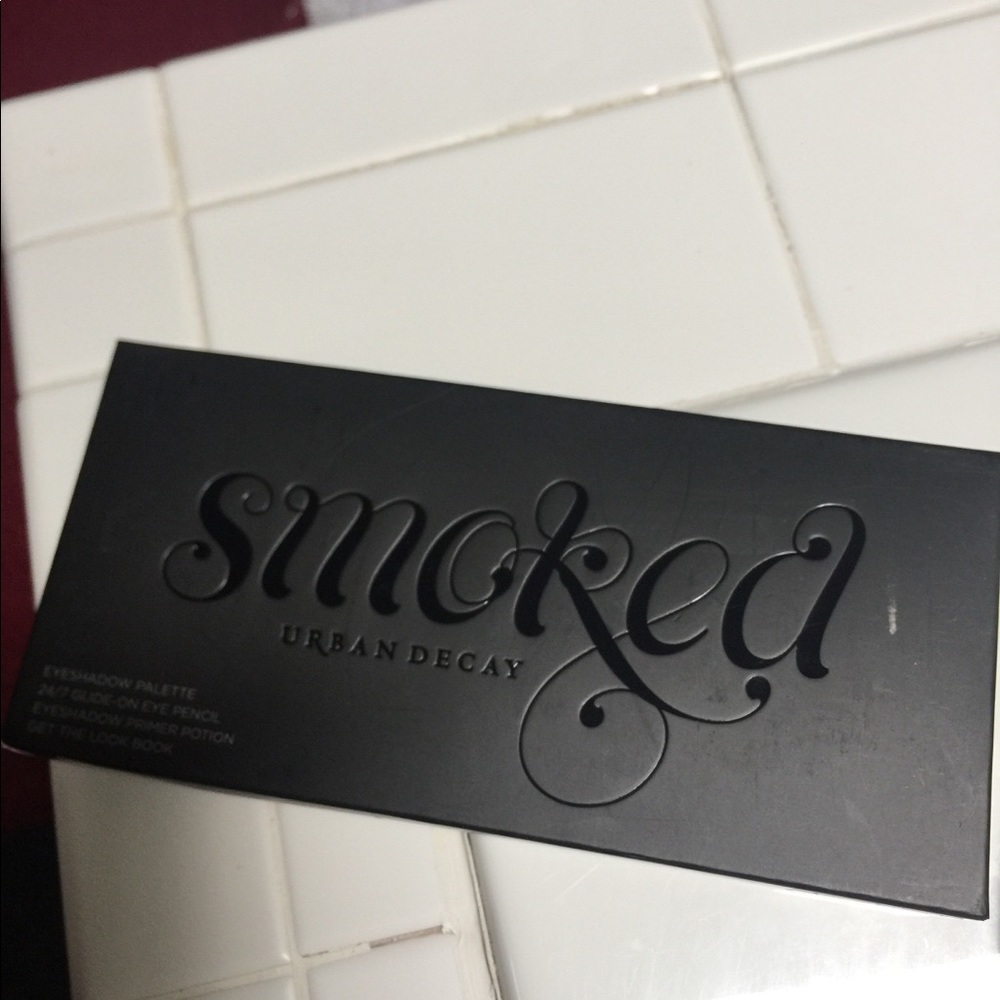 smoked
URBAN DECAY
EYESHADOW PALETTE
24/7 GLIDE-ON EYE PENCIL
EYESHADOW PRIMER POTION
GET THE LOOK BOOK